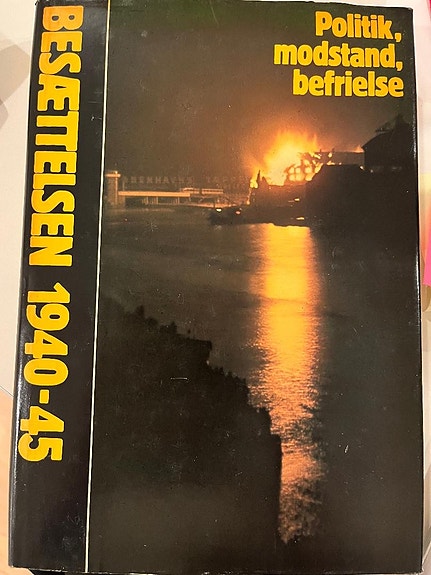 Politik,
modstand,
befrielse
BESÆTTELSEN 1940-45